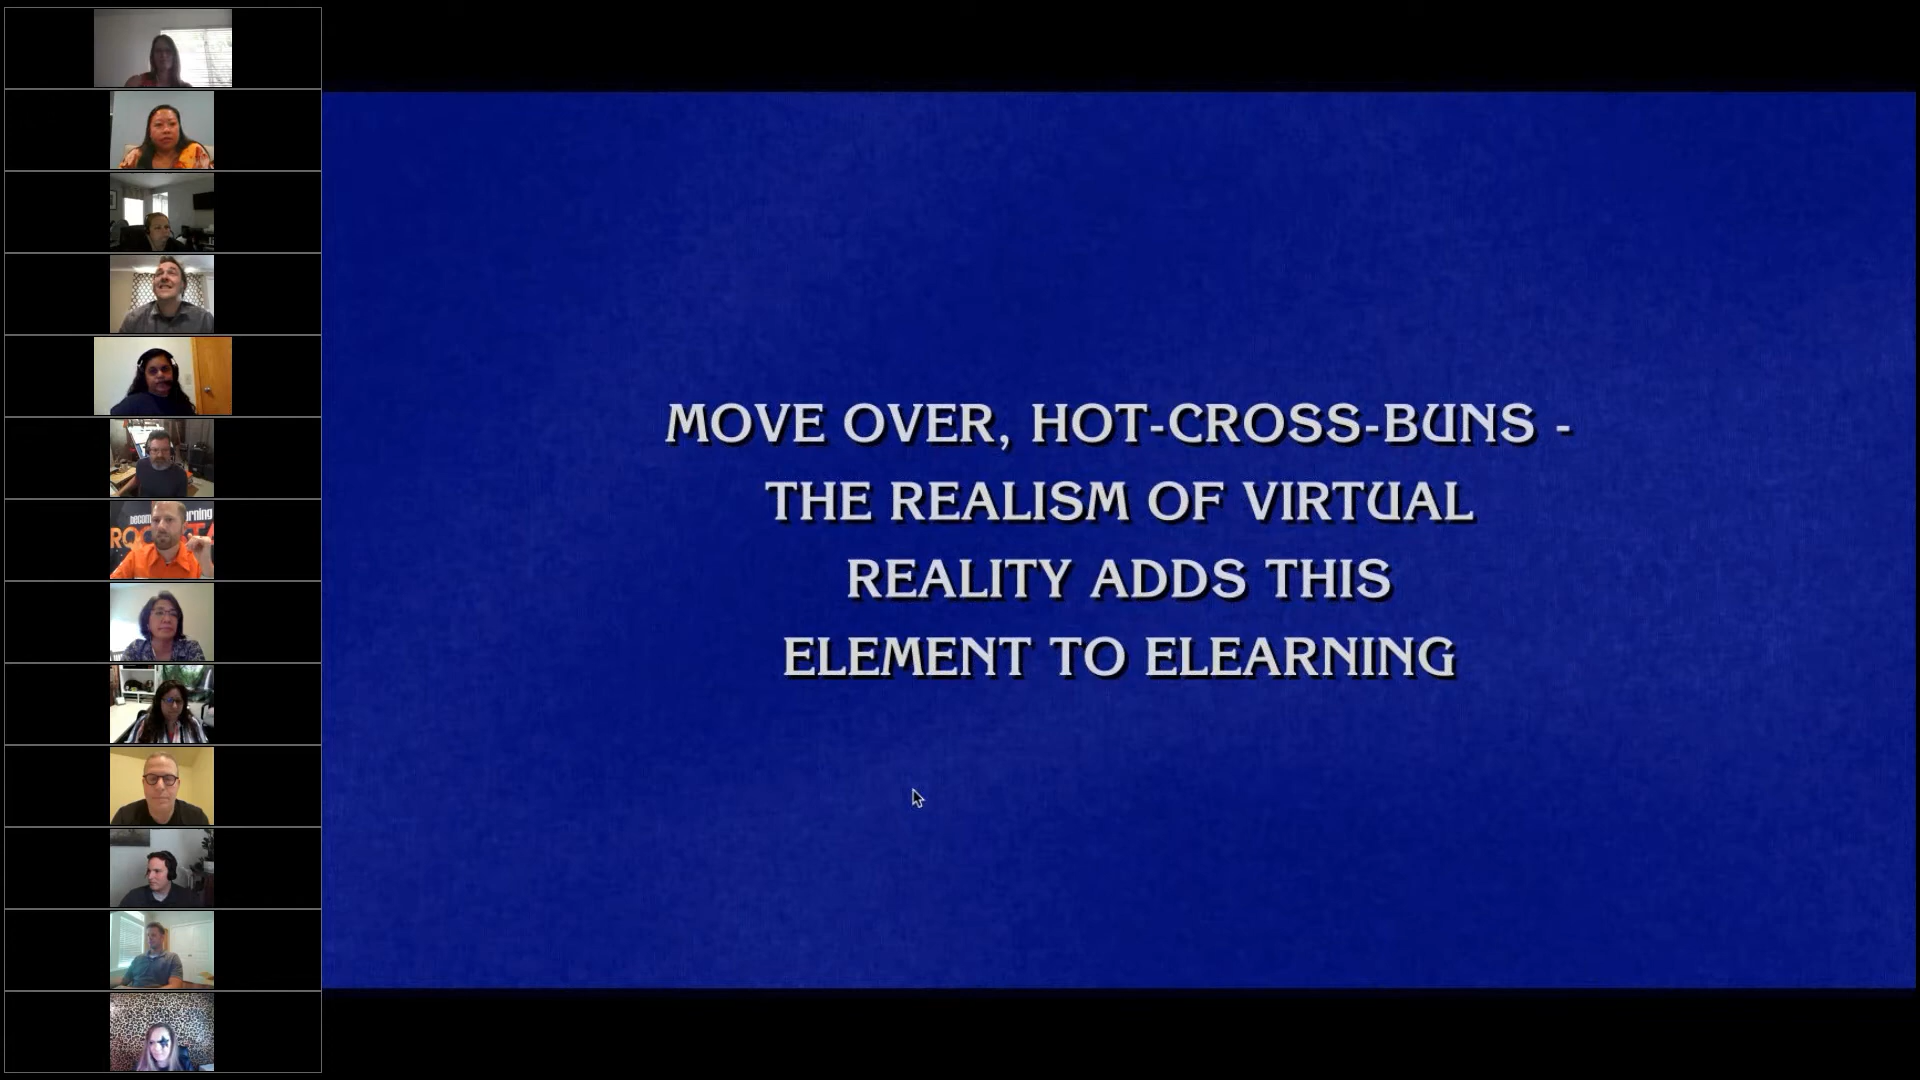 MOVE OVER, HOT-CROSS-BUNS -
THE REALISM OF VIRTUAL
REALITY ADDS THIS
ELEMENT TO ELEARNING